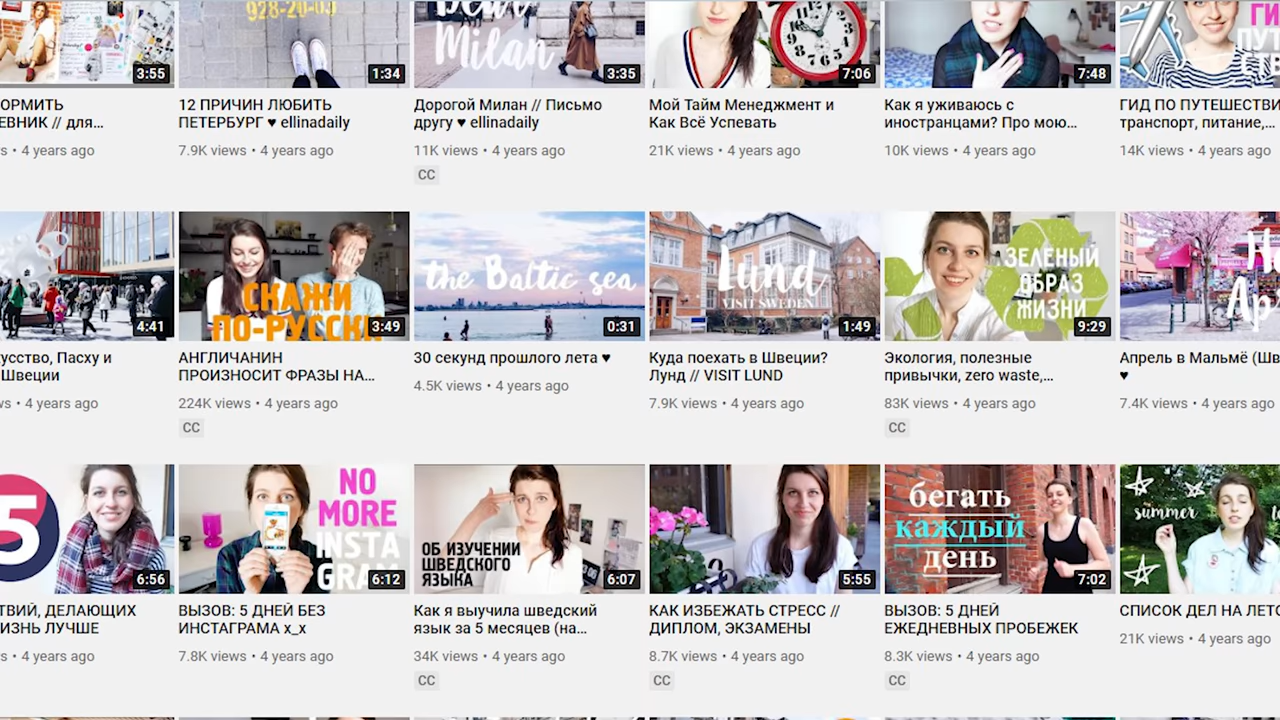 928-20-03
Dear
Milan
ГИ
ПУТ
СТВ
3:55
1:34
3:35
7:06
7:48
ОРМИТЬ
ЕВНИК // для...
s • 4 years ago
12 ПРИЧИН ЛЮБИТЬ
ПЕТЕРБУРГ ♥ ellinadaily
7.9K views • 4 years ago
Дорогой Милан // Письмо
другу ♥ ellinadaily
11K views • 4 years ago
CC
Мой Тайм Менеджмент и
Как Всё Успевать
21K views • 4 years ago
Как я уживаюсь с
иностранцами? Про мою...
10K views • 4 years ago
ГИД ПО ПУТЕШЕСТВИ
транспорт, питание,...
14K views • 4 years ago
4:41
СКАЖИ
ПО-РУССКИ
3:49
the Baltic sea
0:31
Lund
VISIT SWEDEN
1:49
ЗЕЛЕНЫЙ
ОБРАЗ
ЖИЗНИ
9:29
Ap
усство, Пасху и
Швеции
ws • 4 years ago
АНГЛИЧАНИН
ПРОИЗНОСИТ ФРАЗЫ НА...
224K views • 4 years ago
CC
30 секунд прошлого лета ♥
4.5K views • 4 years ago
Куда поехать в Швеции?
Лунд // VISIT LUND
7.9K views • 4 years ago
Экология, полезные
привычки, zero waste,...
83K views • 4 years ago
CC
Апрель в Мальмё (Шв
♥
7.4K views • 4 years ago
5
6:56
NO
MORE
INSTA
GRAM
6:12
ОБ ИЗУЧЕНИИ
ШВЕДСКОГО
ЯЗЫКА
6:07
5:55
бегать
каждый
день
7:02
summer
ТВИЙ, ДЕЛАЮЩИХ
ИЗНЬ ЛУЧШЕ
s • 4 years ago
ВЫЗОВ: 5 ДНЕЙ БЕЗ
ИНСТАГРАМА x_x
7.8K views • 4 years ago
Как я выучила шведский
язык за 5 месяцев (на...
34K views • 4 years ago
CC
КАК ИЗБЕЖАТЬ СТРЕСС //
ДИПЛОМ, ЭКЗАМЕНЫ
8.7K views • 4 years ago
CC
ВЫЗОВ: 5 ДНЕЙ
ЕЖЕДНЕВНЫХ ПРОБЕЖЕК
8.3K views • 4 years ago
CC
СПИСОК ДЕЛ НА ЛЕТО
21K views • 4 years ago